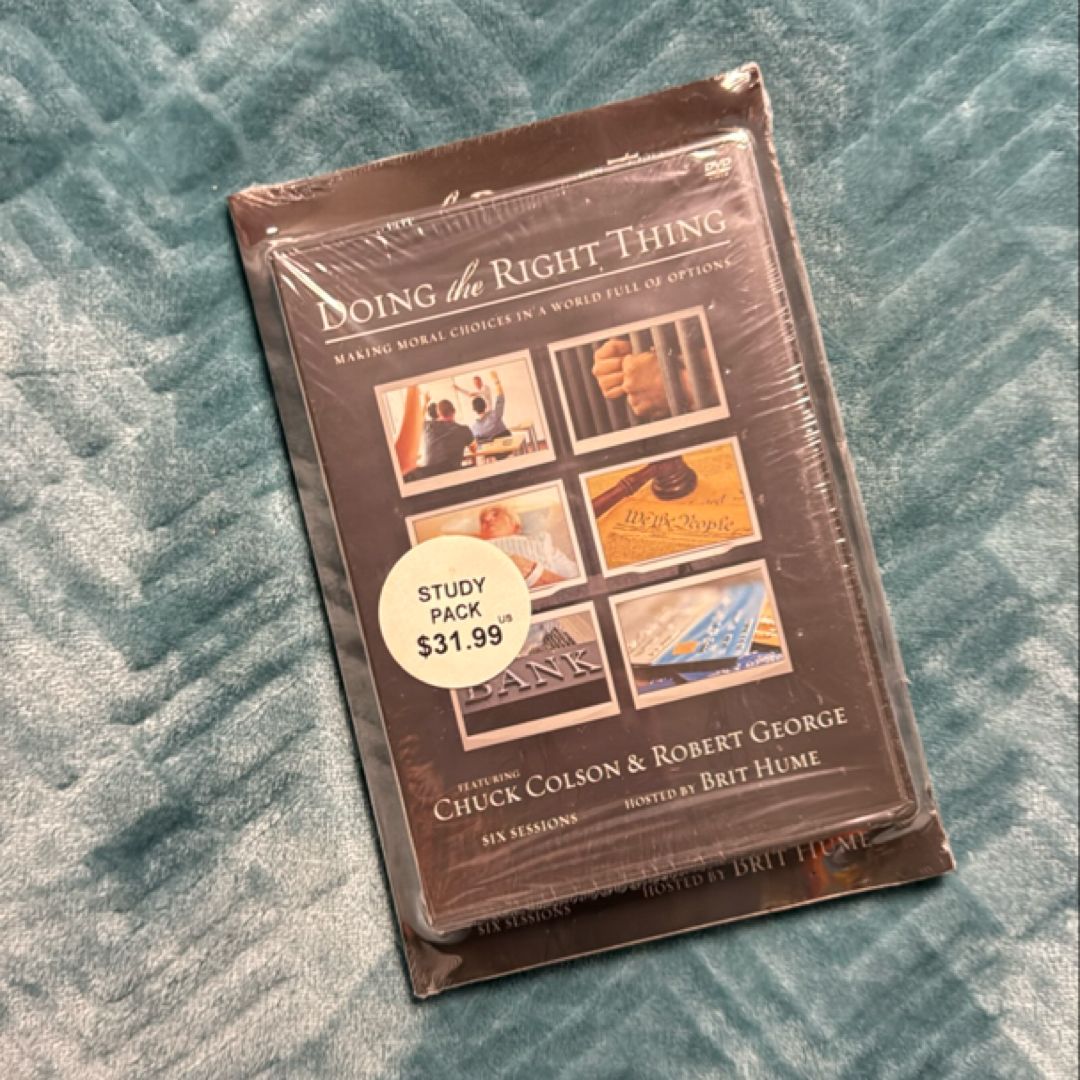 DVD
DOING the RIGHT THING
MAKING MORAL CHOICES IN A WORLD FULL OF OPTIONS
We the People
STUDY
PACK
$31.99 US
BANK
FEATURING
CHUCK COLSON & ROBERT GEORGE
SIX SESSIONS
HOSTED BY BRIT HUME
SIX SESSIONS
HOSTED BY BRIT HUME